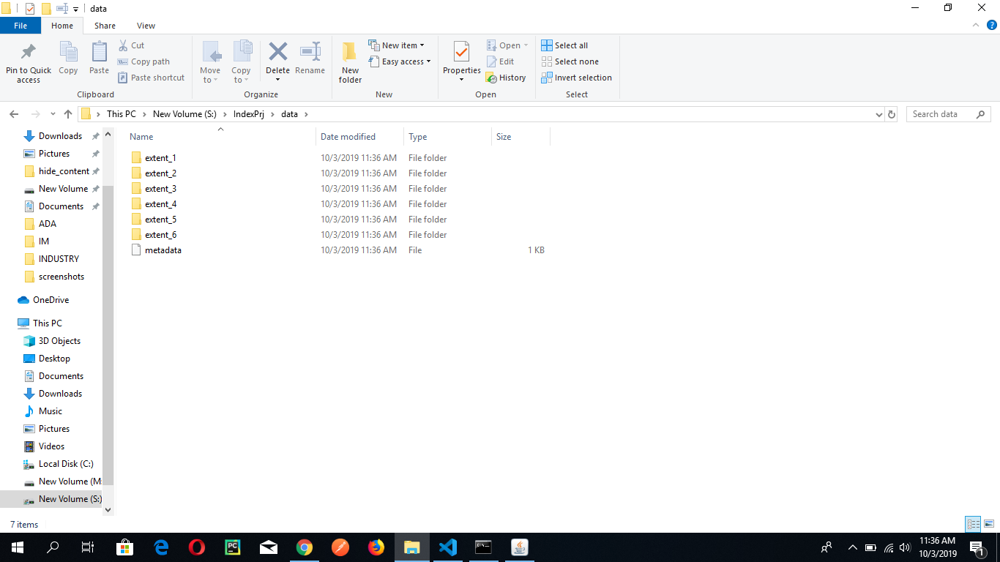 data
File Home Share View
Pin to Quick access
Copy
Paste
Cut
Copy path
Paste shortcut
Clipboard
Move to
Copy to
Delete
Rename
Organize
New folder
New item
Easy access
New
Properties
Open
Edit
History
Open
Select all
Select none
Invert selection
Select
This PC > New Volume (S:) > IndexPrj > data >
Search data
Downloads
Pictures
hide_content
New Volume
Documents
ADA
IM
INDUSTRY
screenshots
OneDrive
This PC
3D Objects
Desktop
Documents
Downloads
Music
Pictures
Videos
Local Disk (C:)
New Volume (M:
New Volume (S:)
Name Date modified Type Size
extent_1 10/3/2019 11:36 AM File folder
extent_2 10/3/2019 11:36 AM File folder
extent_3 10/3/2019 11:36 AM File folder
extent_4 10/3/2019 11:36 AM File folder
extent_5 10/3/2019 11:36 AM File folder
extent_6 10/3/2019 11:36 AM File folder
metadata 10/3/2019 11:36 AM File 1 KB
7 items
PC
11:36 AM
10/3/2019
1